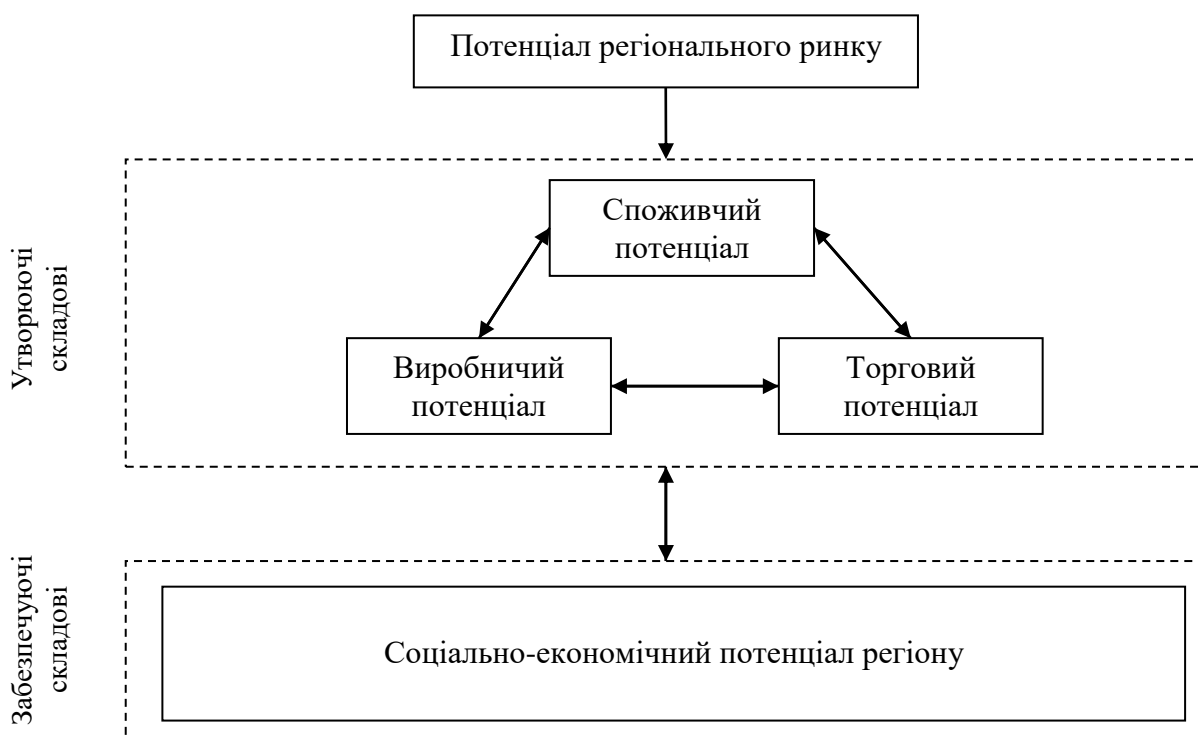 Потенціал регіонального ринку
Утворюючі
складові
Споживчий
потенціал
Виробничий
потенціал
Торговий
потенціал
Забезпечуючі
складові
Соціально-економічний потенціал регіону